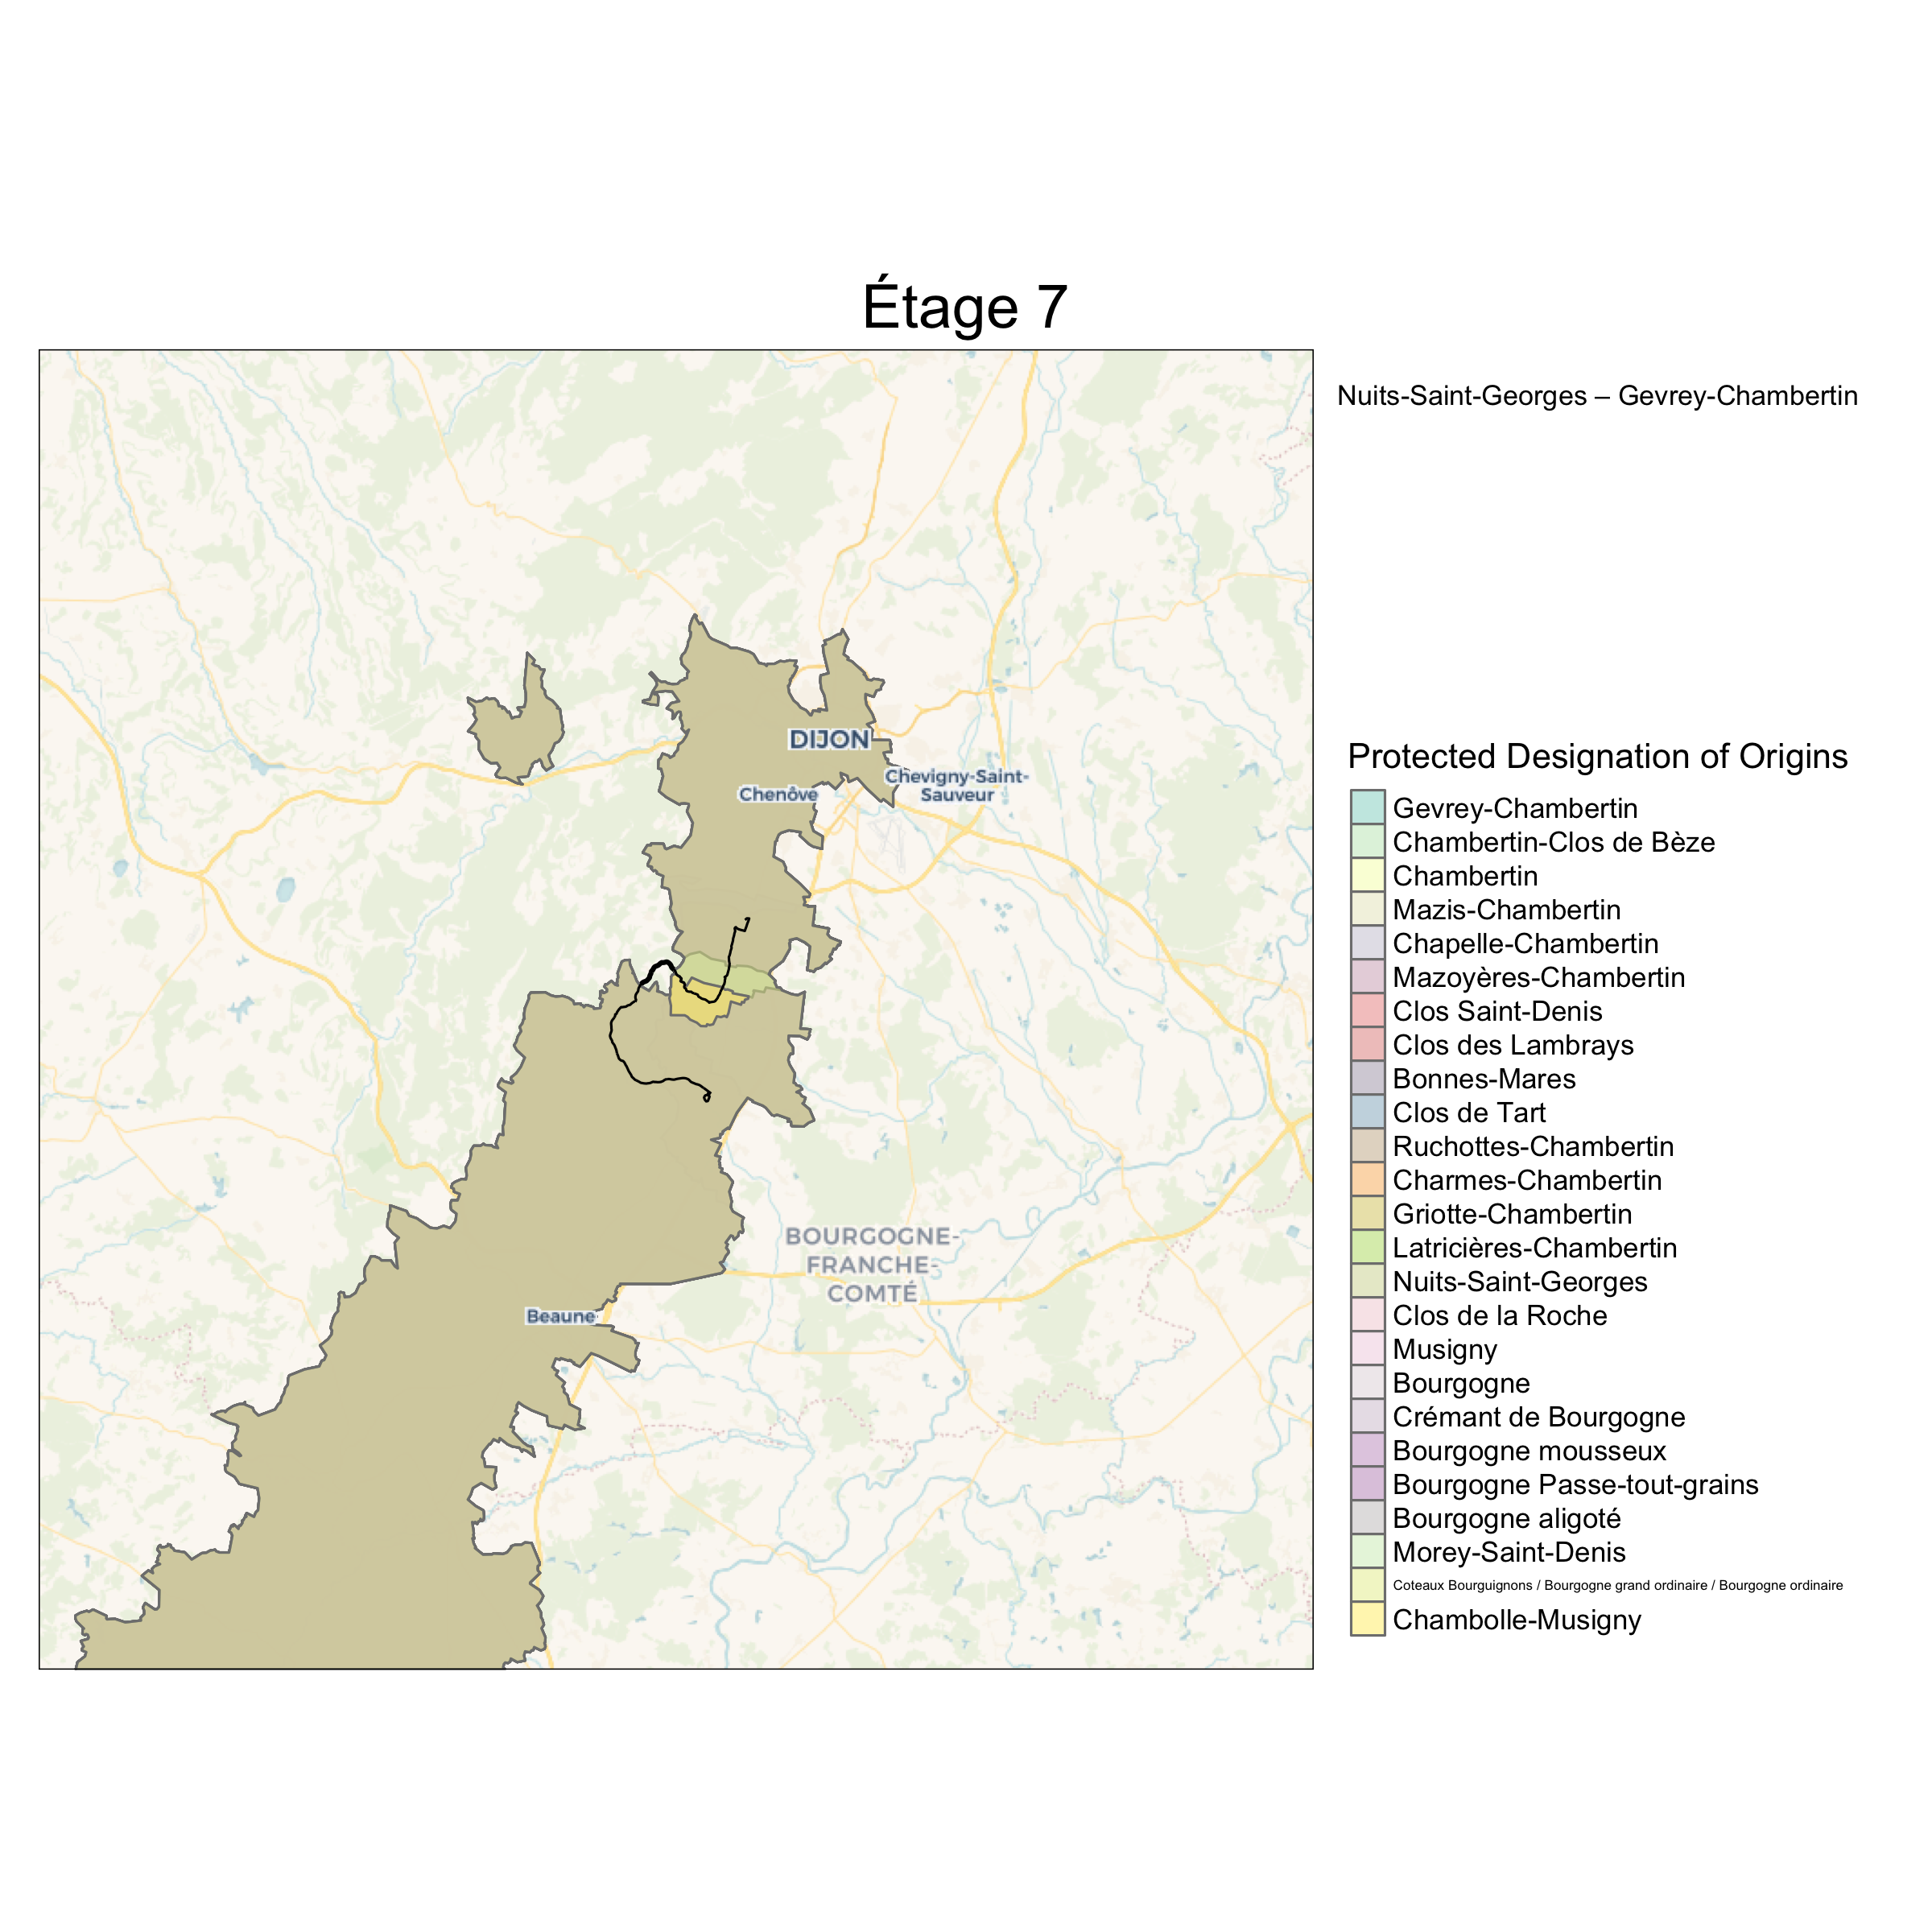 Étage 7
Nuits-Saint-Georges – Gevrey-Chambertin
DIJON
Chenôve
Chevigny-Saint-
Sauveur
BOURGOGNE-
FRANCHE-
COMTÉ
Beaune
Protected Designation of Origins
Gevrey-Chambertin
Chambertin-Clos de Bèze
Chambertin
Mazis-Chambertin
Chapelle-Chambertin
Mazoyères-Chambertin
Clos Saint-Denis
Clos des Lambrays
Bonnes-Mares
Clos de Tart
Ruchottes-Chambertin
Charmes-Chambertin
Griotte-Chambertin
Latricières-Chambertin
Nuits-Saint-Georges
Clos de la Roche
Musigny
Bourgogne
Crémant de Bourgogne
Bourgogne mousseux
Bourgogne Passe-tout-grains
Bourgogne aligoté
Morey-Saint-Denis
Coteaux Bourguignons / Bourgogne grand ordinaire / Bourgogne ordinaire
Chambolle-Musigny